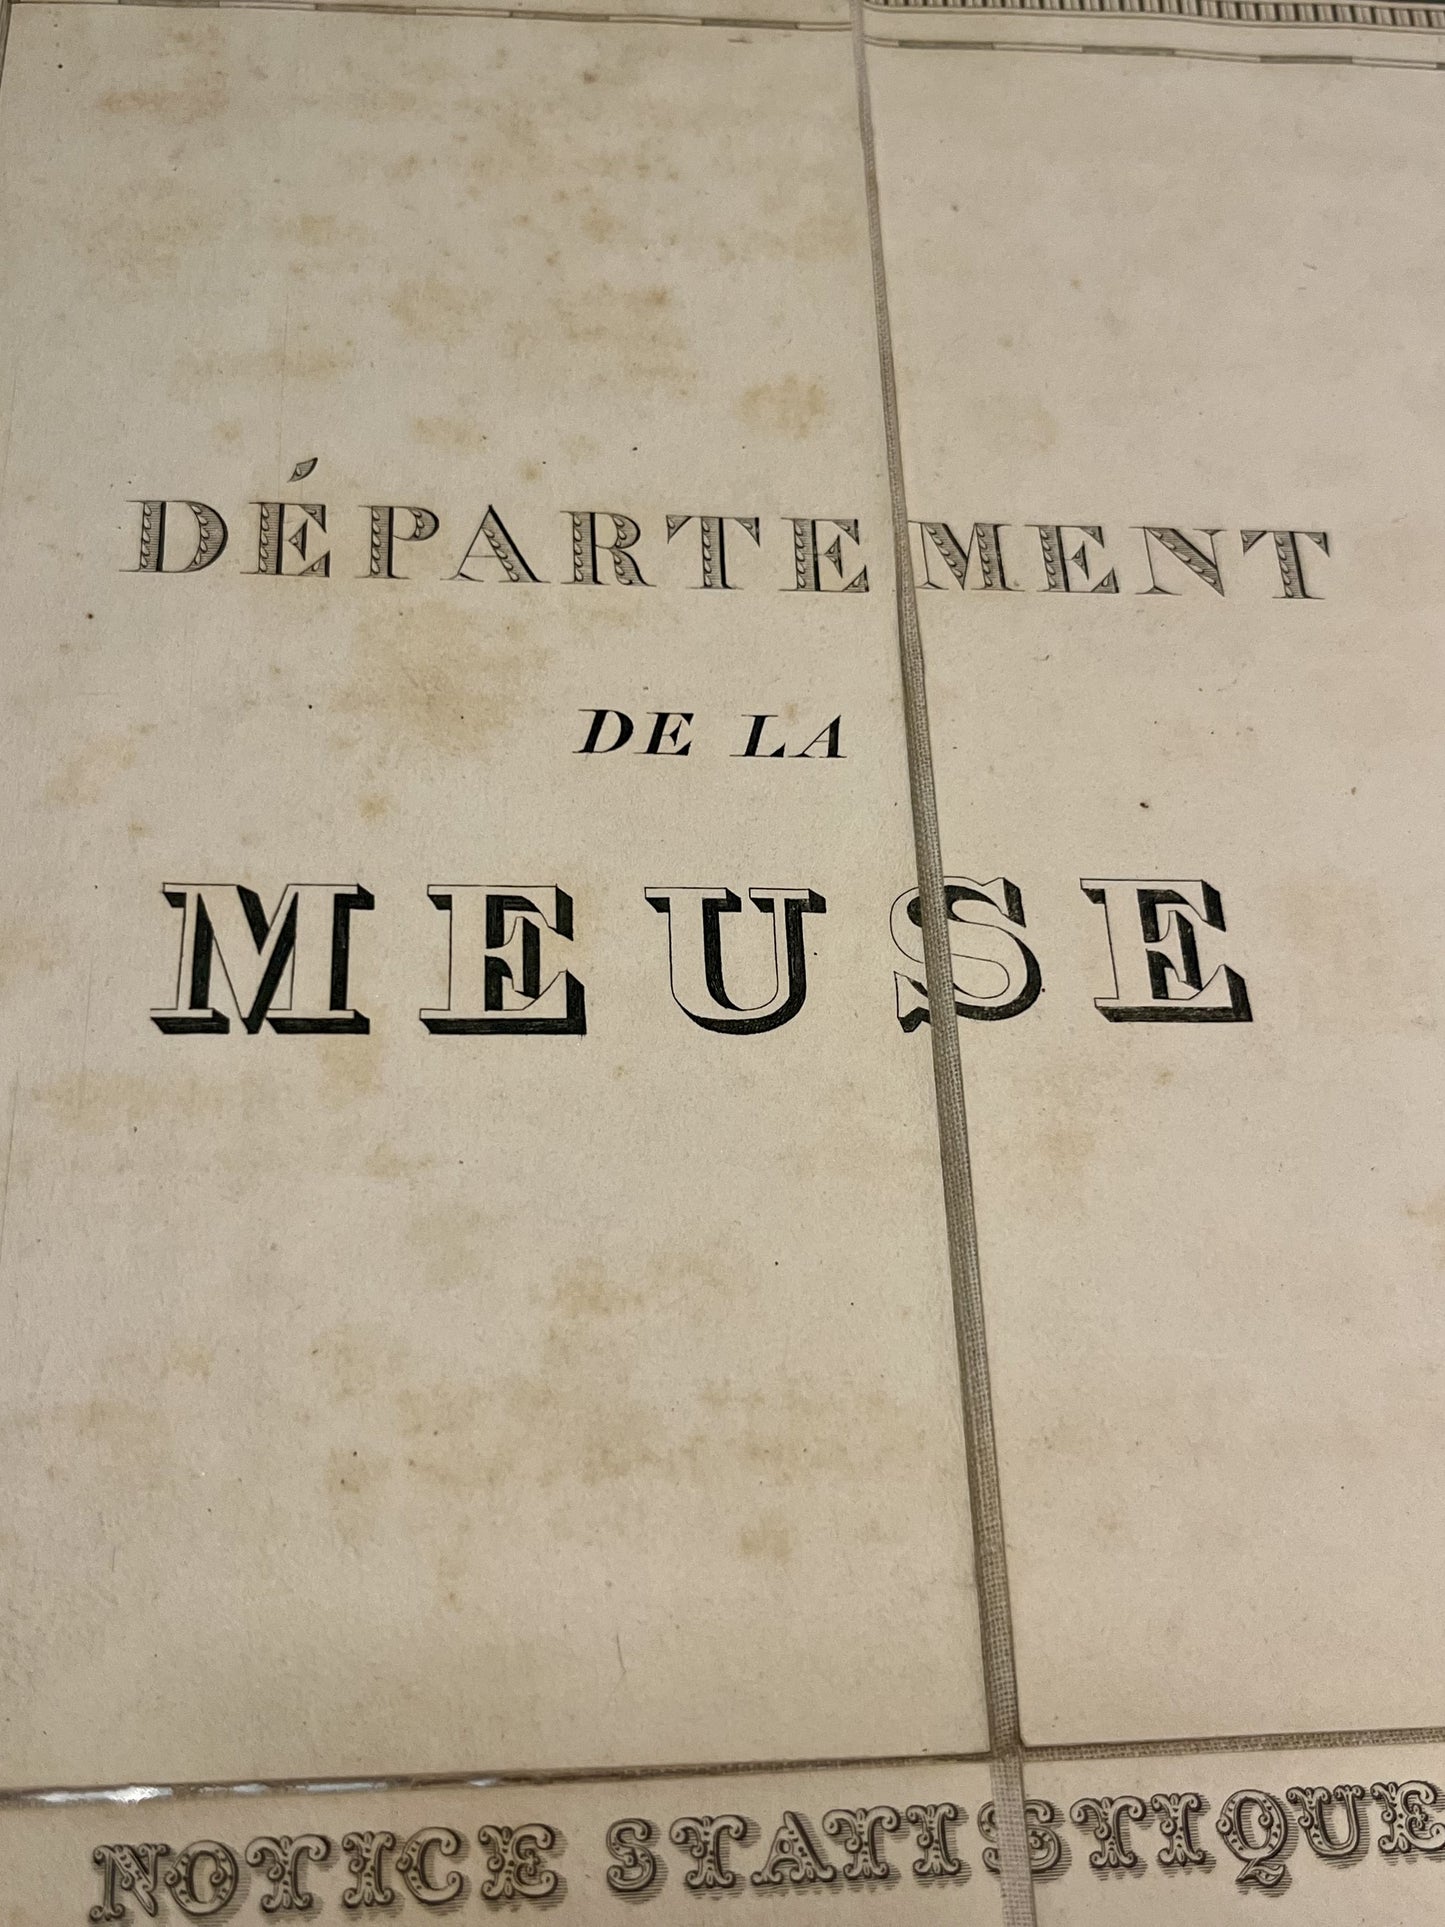 DÉPARTEMENT
DE LA
MEUSE
NOTICE STATISTIQUE